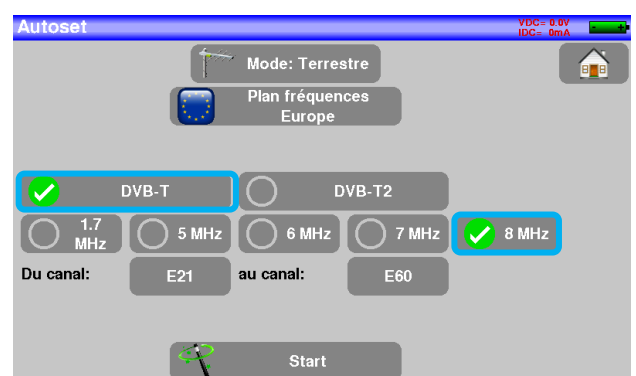 Autoset
VDC= 0.0V
IDC= 0mA
Mode: Terrestre
Plan fréquences
Europe
DVB-T
DVB-T2
1.7
MHz
5 MHz
6 MHz
7 MHz
8 MHz
Du canal:
E21
au canal:
E60
Start